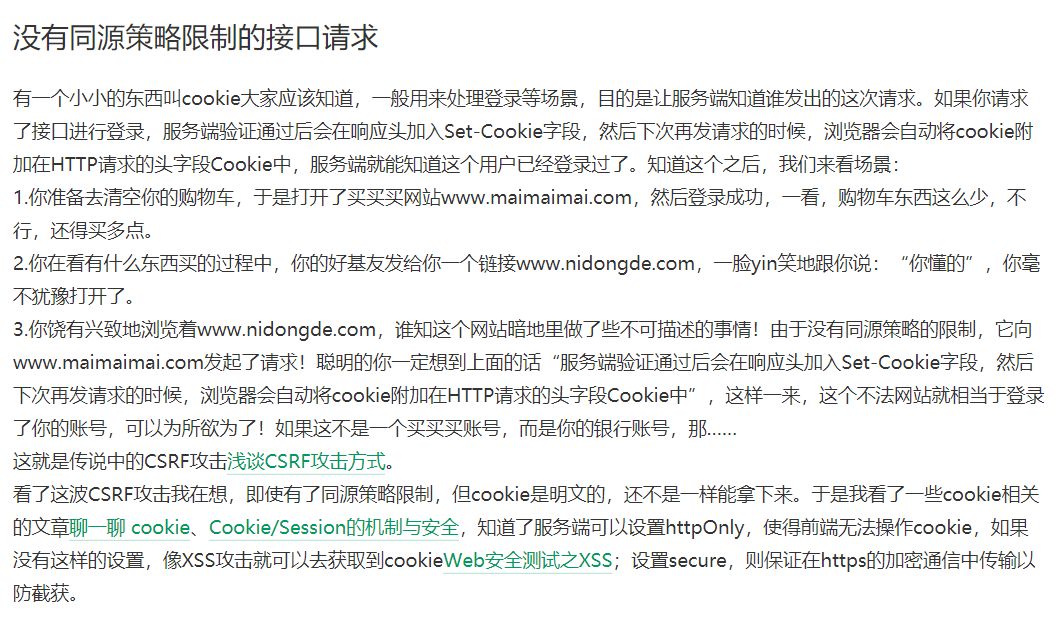 没有同源策略限制的接口请求
有一个小小的东西叫cookie大家应该知道，一般用来处理登录等场景，目的是让服务端知道谁发出的这次请求。如果你请求
了接口进行登录，服务端验证通过后会在响应头加入Set-Cookie字段，然后下次再发请求的时候，浏览器会自动将cookie附
加在HTTP请求的头字段Cookie中，服务端就能知道这个用户已经登录过了。知道这个之后，我们来看场景：
1.你准备去清空你的购物车，于是打开了买买买网站www.maimaimai.com，然后登录成功，一看，购物车东西这么少，不
行，还得买多点。
2.你在看有什么东西买的过程中，你的好基友发给你一个链接www.nidongde.com，一脸yin笑地跟你说：“你懂的”，你毫
不犹豫打开了。
3.你饶有兴致地浏览着www.nidongde.com，谁知这个网站暗地里做了些不可描述的事情！由于没有同源策略的限制，它向
www.maimaimai.com发起了请求！聪明的你一定想到上面的话“服务端验证通过后会在响应头加入Set-Cookie字段，然后
下次再发请求的时候，浏览器会自动将cookie附加在HTTP请求的头字段Cookie中”，这样一来，这个不法网站就相当于登录
了你的账号，可以为所欲为了！如果这不是一个买买买账号，而是你的银行账号，那……
这就是传说中的CSRF攻击浅谈CSRF攻击方式。
看了这波CSRF攻击我在想，即使有了同源策略限制，但cookie是明文的，还不是一样能拿下来。于是我看了一些cookie相关
的文章聊一聊 cookie、Cookie/Session的机制与安全，知道了服务端可以设置httpOnly，使得前端无法操作cookie，如果
没有这样的设置，像XSS攻击就可以去获取到cookieWeb安全测试之XSS；设置secure，则保证在https的加密通信中传输以
防截获。